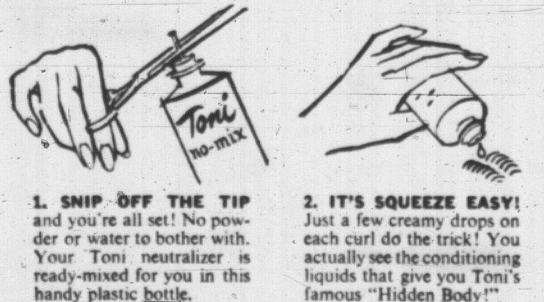 Toni
no-mix
1. SNIP OFF THE TIP
and you're all set! No pow-
der or water to bother with.
Your Toni neutralizer is
ready-mixed for you in this
handy plastic bottle.
2. IT'S SQUEEZE EASY!
Just a few creamy drops on
each curl do the trick! You
actually see the conditioning
liquids that give you Toni's
famous "Hidden Body!"